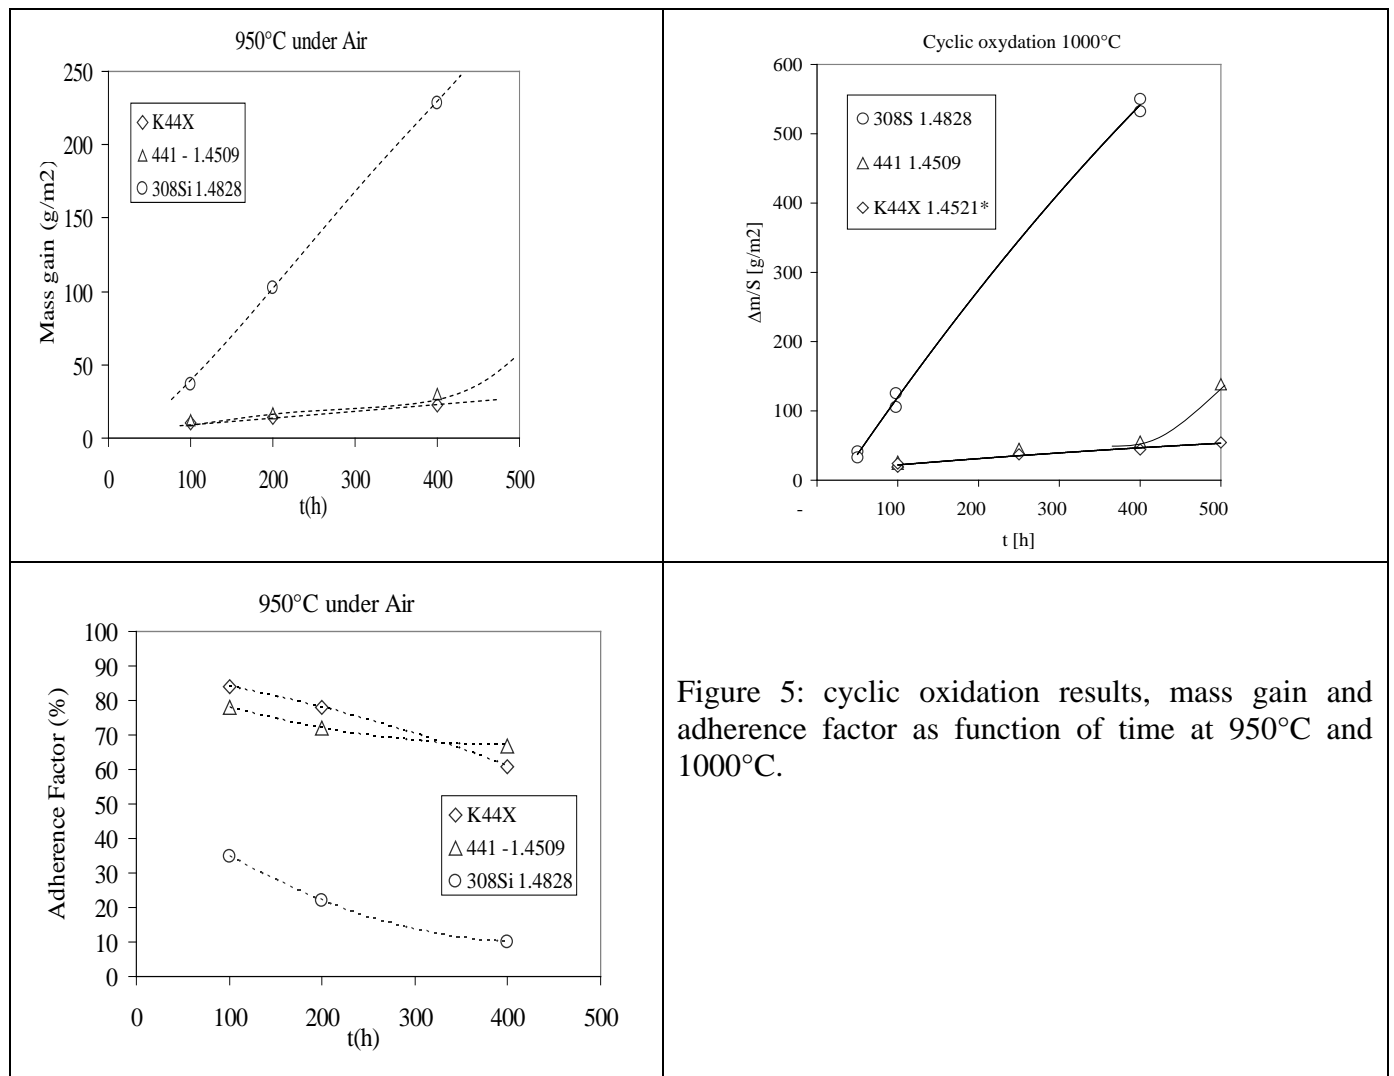 950°C under Air
Mass gain (g/m2)
250
200
150
100
50
0
K44X
441 - 1.4509
308Si 1.4828
0 100 200 300 400 500
t(h)
Cyclic oxydation 1000°C
Δm/S [g/m2]
600
500
400
300
200
100
0
308S 1.4828
441 1.4509
K44X 1.4521*
- 100 200 300 400 500
t [h]
950°C under Air
Adherence Factor (%)
100
90
80
70
60
50
40
30
20
10
0
K44X
441 -1.4509
308Si 1.4828
0 100 200 300 400 500
t(h)
Figure 5: cyclic oxidation results, mass gain and
adherence factor as function of time at 950°C and
1000°C.